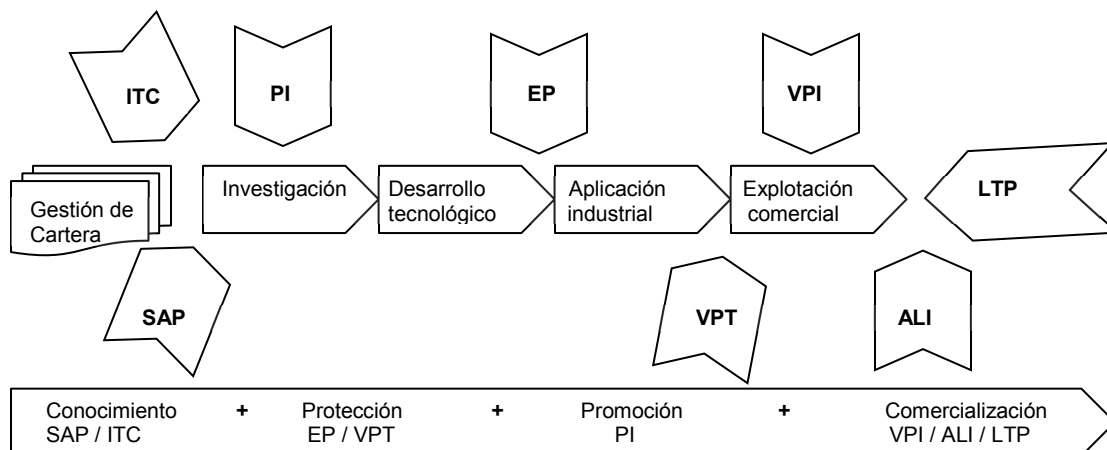 ITC
PI
EP
VPI
Gestión de
Cartera
Investigación
Desarrollo
tecnológico
Aplicación
industrial
Explotación
comercial
LTP
SAP
VPT
ALI
Conocimiento + Protección + Promoción + Comercialización
SAP / ITC EP / VPT PI VPI / ALI / LTP